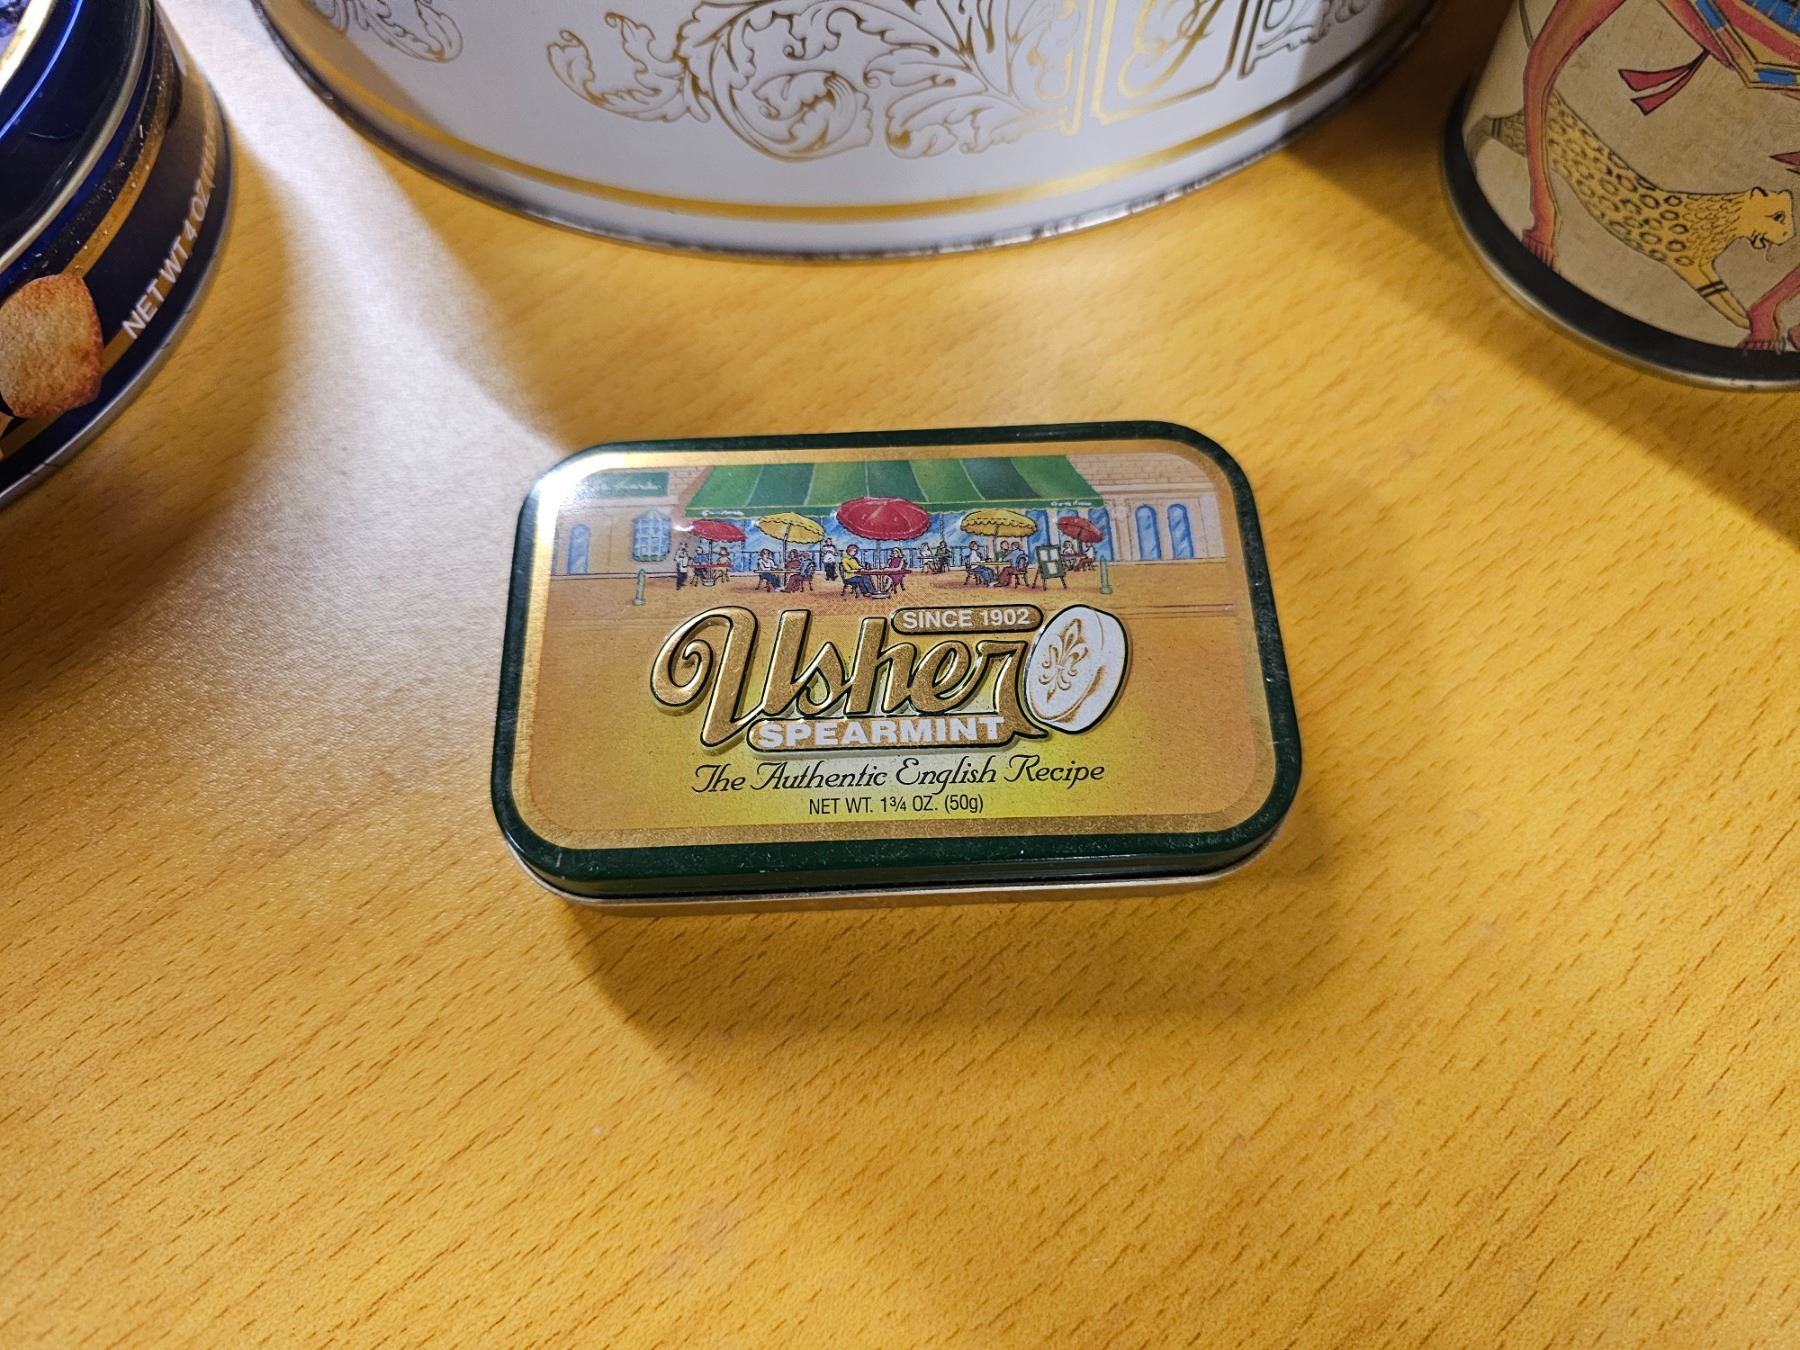 NET WT 4 OZ
SINCE 1902
Usher
SPEARMINT
The Authentic English Recipe
NET WT. 1¾ OZ. (50g)